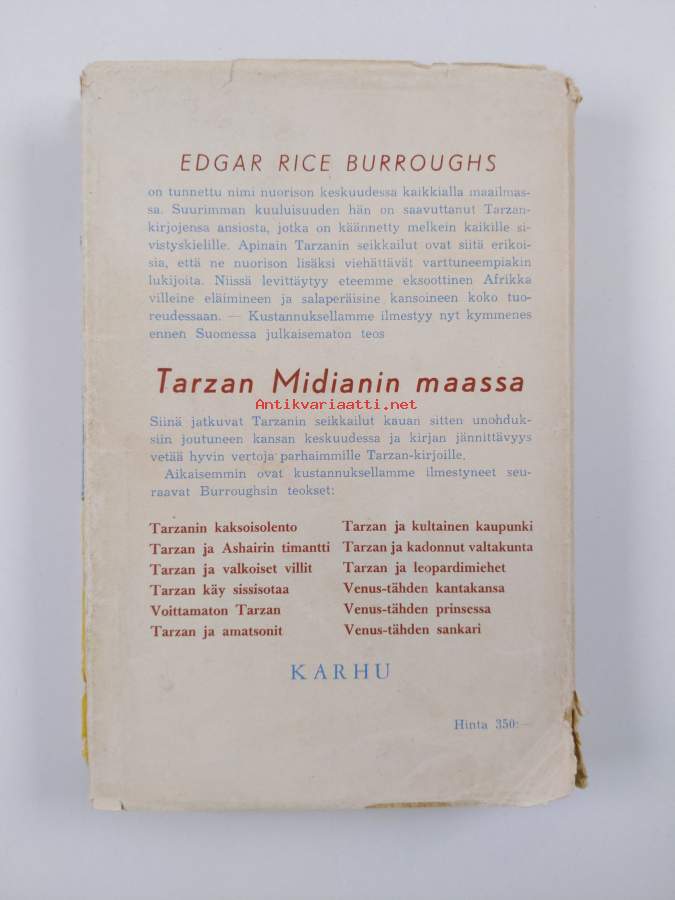 EDGAR RICE BURROUGHS
on tunnettu nimi nuorison keskuudessa kaikkialla maailmas-
sa. Suurimman kuuluisuuden hän on saavuttanut Tarzan-
kirjojensa ansiosta, jotka on käännetty melkein kaikille si-
vistyskielille. Apinain Tarzanin seikkailut ovat siitä erikoi-
sia, että ne nuorison lisäksi viehättävät varttuneempiakin
lukijoita. Niissä levittäytyy eteemme eksoottinen Afrikka
villeine eläimineen ja salaperäisine kansoineen koko tuo-
reudessaan. — Kustannuksellamme ilmestyy nyt kymmenes
ennen Suomessa julkaisematon teos
Tarzan Midianin maassa
Antikvariaatti.net
Siinä jatkuvat Tarzanin seikkailut kauan sitten unohduk-
siin joutuneen kansan keskuudessa ja kirjan jännittävyys
vetää hyvin vertoja parhaimmille Tarzan-kirjoille.
Aikaisemmin ovat kustannuksellamme ilmestyneet seu-
raavat Burroughsin teokset:
Tarzanin kaksoisolento
Tarzan ja Ashairin timantti
Tarzan ja valkoiset villit
Tarzan käy sissisotaa
Voittamaton Tarzan
Tarzan ja amatsonit
Tarzan ja kultainen kaupunki
Tarzan ja kadonnut valtakunta
Tarzan ja leopardimiehet
Venus-tähden kantakansa
Venus-tähden prinsessa
Venus-tähden sankari
KARHU
Hinta 350:—